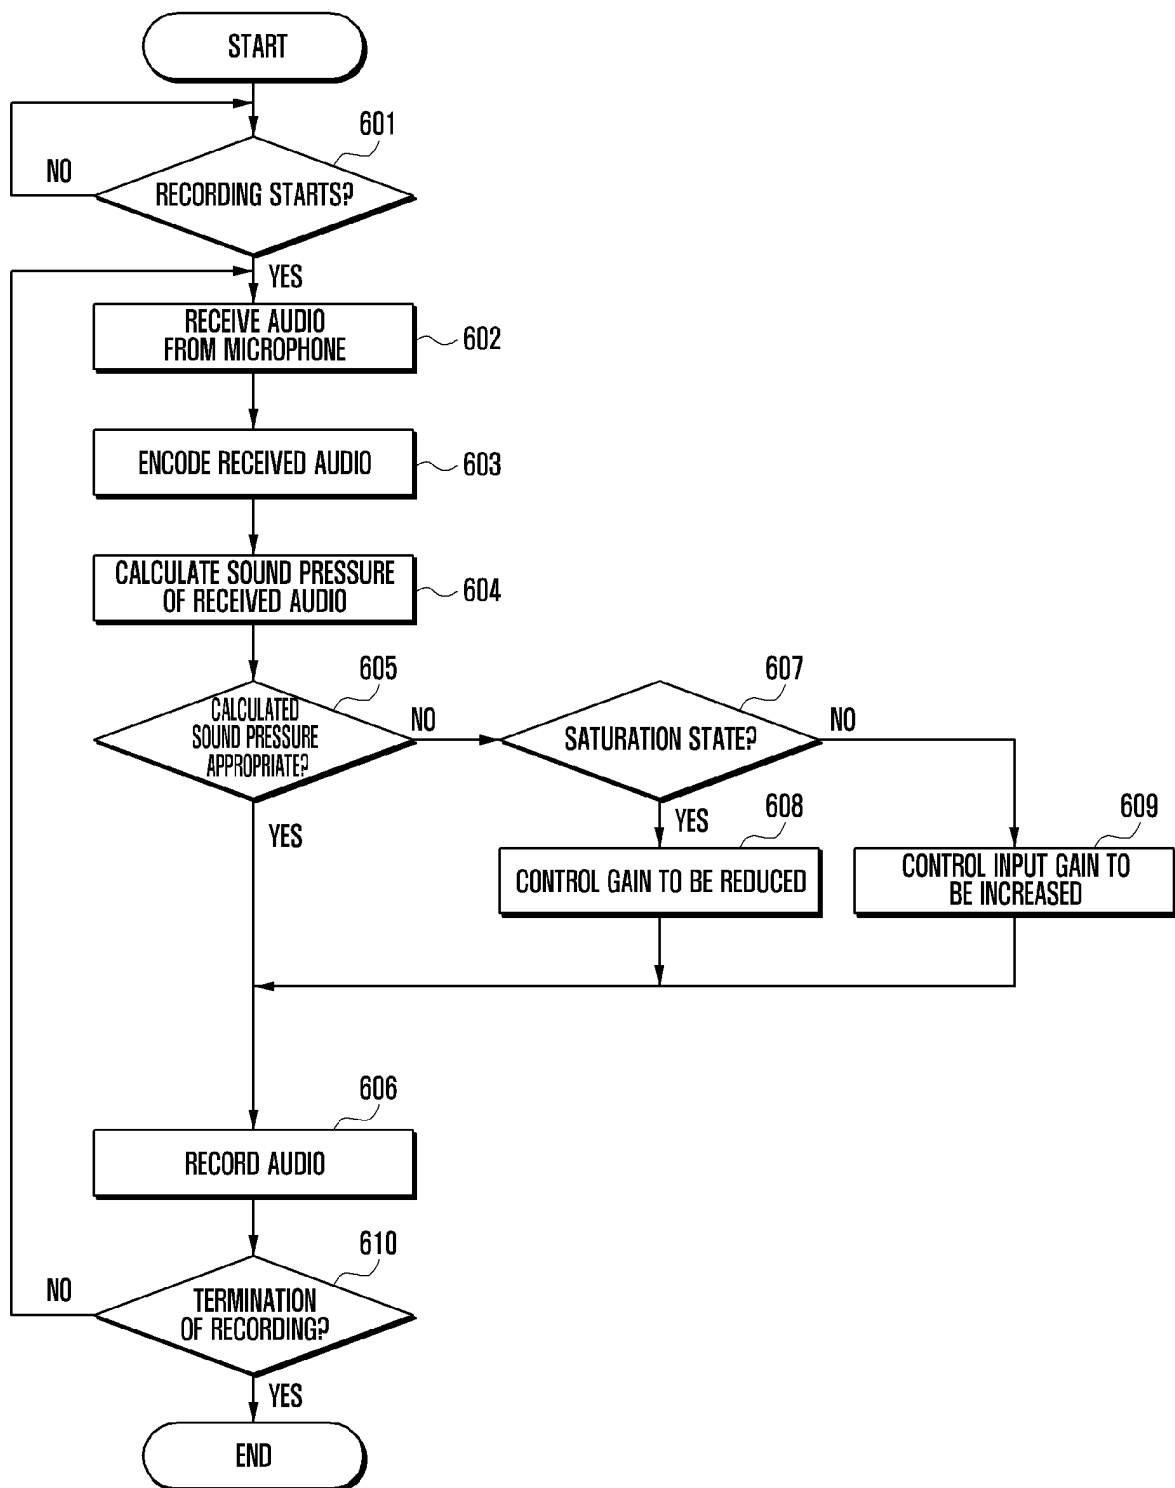 START
601
NO
RECORDING STARTS?
YES
RECEIVE AUDIO
FROM MICROPHONE
602
ENCODE RECEIVED AUDIO
603
CALCULATE SOUND PRESSURE
OF RECEIVED AUDIO
604
605
CALCULATED
SOUND PRESSURE
APPROPRIATE?
NO
607
SATURATION STATE?
NO
YES
YES
608
CONTROL GAIN TO BE REDUCED
609
CONTROL INPUT GAIN TO
BE INCREASED
606
RECORD AUDIO
610
NO
TERMINATION
OF RECORDING?
YES
END